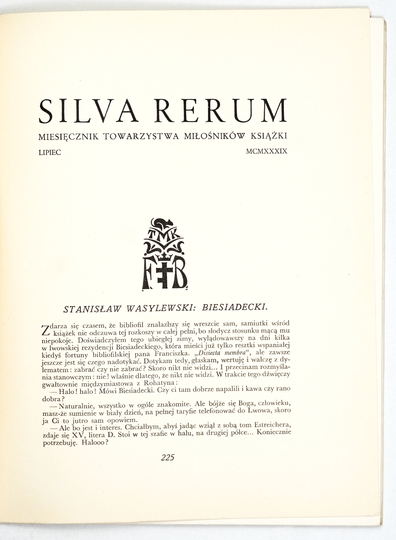 SILVA RERUM
MIESIĘCZNIK TOWARZYSTWA MIŁOŚNIKÓW KSIĄŻKI
LIPIEC MCMXXXIX
TMK
F B
STANISŁAW WASYLEWSKI: BIESIADECKI.
Zdarza się czasem, że bibliofil znalazłszy się wreszcie sam, samiutki wśród
książek nie odczuwa tej rozkoszy w całej pełni, bo słodycz stosunku mącą mu
niepokoje. Doświadczyłem tego ubiegłej zimy, wylądowawszy na dni kilka
w lwowskiej rezydencji Biesiadeckiego, która mieści już tylko resztki wspaniałej
kiedyś fortuny bibliofilskiej pana Franciszka. „Disiecta membra", ale zawsze
jeszcze jest się czego nadotykać. Dotykam tedy, głaskam, wertuję i walczę z dy-
lematem: zabrać czy nie zabrać? Skoro nikt nie widzi... I przecinam rozmyśla-
nia stanowczym: nie! właśnie dlatego, że nikt nie widzi. W trakcie tego dźwięczy
gwałtownie międzymiastowa z Rohatyna:
— Halo! halo! Mówi Biesiadecki. Czy ci tam dobrze napalili i kawa czy rano
dobra?
— Naturalnie, wszystko w ogóle znakomite. Ale bójże się Boga, człowieku,
masz-że sumienie w biały dzień, na pełnej taryfie telefonować do Lwowa, skoro
ja Ci to jutro sam opowiem.
— Ale bo jest i interes. Chciałbym, abyś jadąc wziął z sobą tom Estreichera,
zdaje się XV, litera D. Stoi w tej szafie w halu, na drugiej półce... Koniecznie
potrzebuję. Halooo?
225